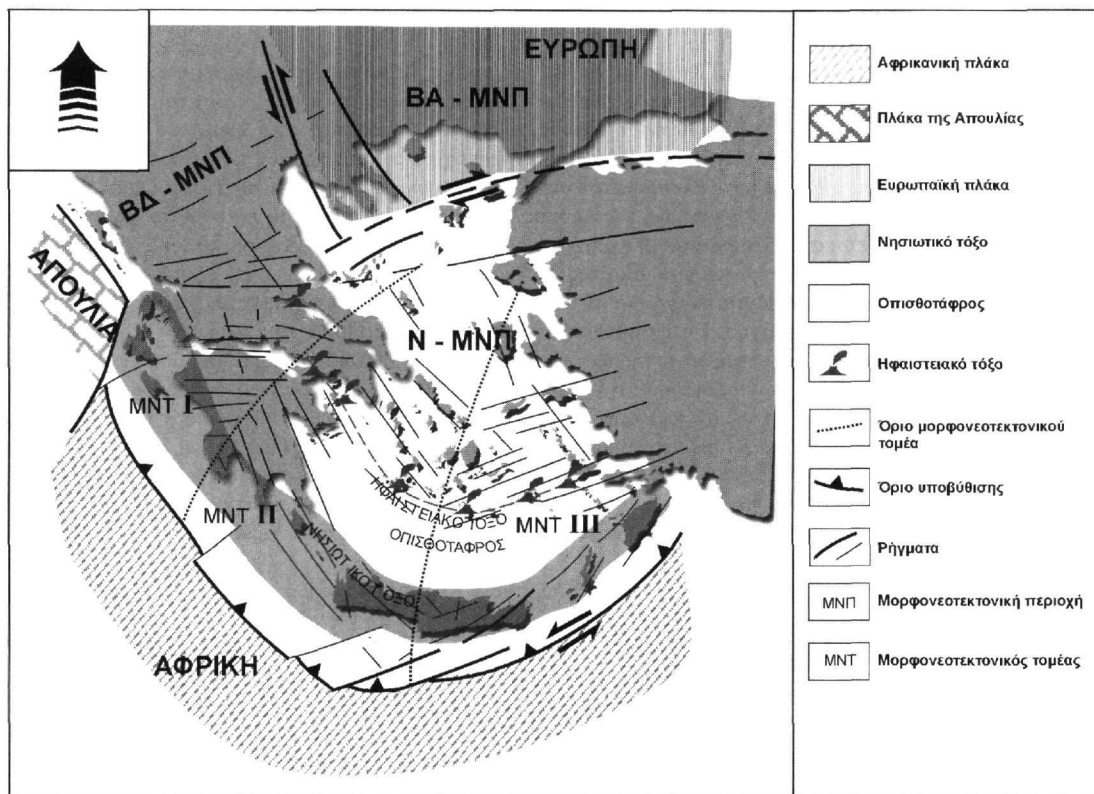 ΕΥΡΩΠΗ
ΒΑ - ΜΝΠ
ΒΔ - ΜΝΠ
ΑΠΟΥΛΙΑ
Ν - ΜΝΠ
ΜΝΤ I
ΜΝΤ II
ΗΦΑΙΣΤΕΙΑΚΟ ΤΟΞΟ
ΜΝΤ III
ΟΠΙΣΘΟΤΑΦΡΟΣ
ΝΗΣΙΩΤΙΚΟ ΤΟΞΟ
ΑΦΡΙΚΗ
Αφρικανική πλάκα
Πλάκα της Απουλίας
Ευρωπαϊκή πλάκα
Νησιωτικό τόξο
Οπισθοτάφρος
Ηφαιστειακό τόξο
Όριο μορφονεοτεκτονικού
τομέα
Όριο υποβύθισης
Ρήγματα
ΜΝΠ Μορφονεοτεκτονική περιοχή
ΜΝΤ Μορφονεοτεκτονικός τομέας